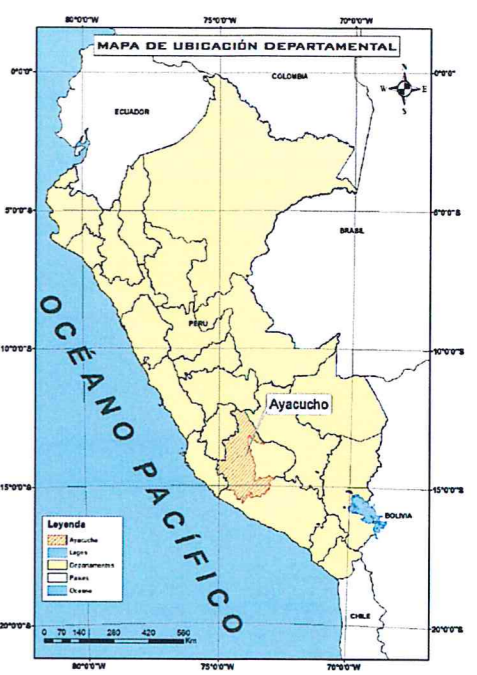 80°0'0"W 75°0'0"W 70°0'0"W
MAPA DE UBICACIÓN DEPARTAMENTAL
0°0'0" 0°0'0"
COLOMBIA
N
W E
S
ECUADOR
5°0'0"S 5°0'0"S
BRASIL
PERU
10°0'0"S 10°0'0"S
OCÉANO PACÍFICO
Ayacucho
15°0'0"S 15°0'0"S
BOLIVIA
Leyenda
Ayacucho
Lagos
Departamentos
Paises
Oceano
CHILE
20°0'0"S 20°0'0"S
0 70 140 280 420 560
Km
80°0'0"W 75°0'0"W 70°0'0"W